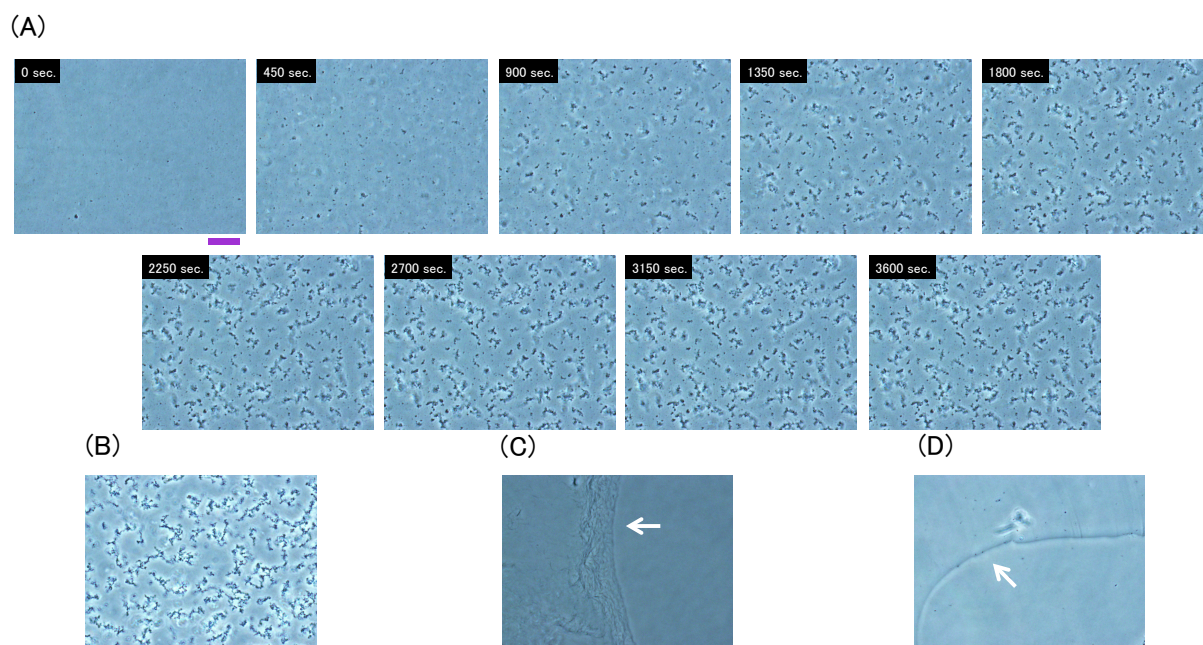 (A)
0 sec.
450 sec.
900 sec.
1350 sec.
1800 sec.
2250 sec.
2700 sec.
3150 sec.
3600 sec.
(B)
(C)
(D)